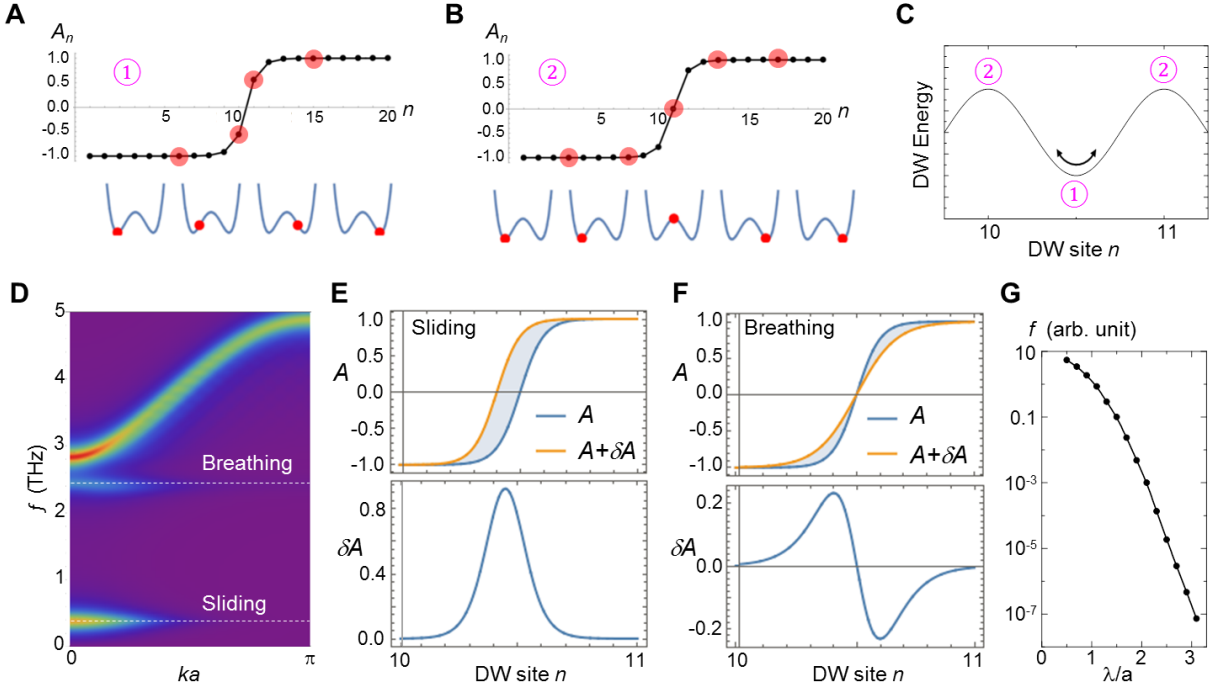 A
A_n
①
1.0
0.5
0.0
-0.5
-1.0
5
10
15
20
n
B
A_n
②
1.0
0.5
0.0
-0.5
-1.0
5
10
15
20
n
C
DW Energy
②
②
①
10
11
DW site n
D
f (THz)
5
4
3
2
1
0
Breathing
Sliding
0
π
ka
E
Sliding
A
1.0
0.5
0.0
-0.5
-1.0
A
A+δA
δA
0.8
0.4
0.0
10
11
DW site n
F
Breathing
A
1.0
0.5
0.0
-0.5
-1.0
A
A+δA
δA
0.2
0.0
-0.2
10
11
DW site n
G
f (arb. unit)
10
0.1
10⁻³
10⁻⁵
10⁻⁷
0
1
2
3
λ/a